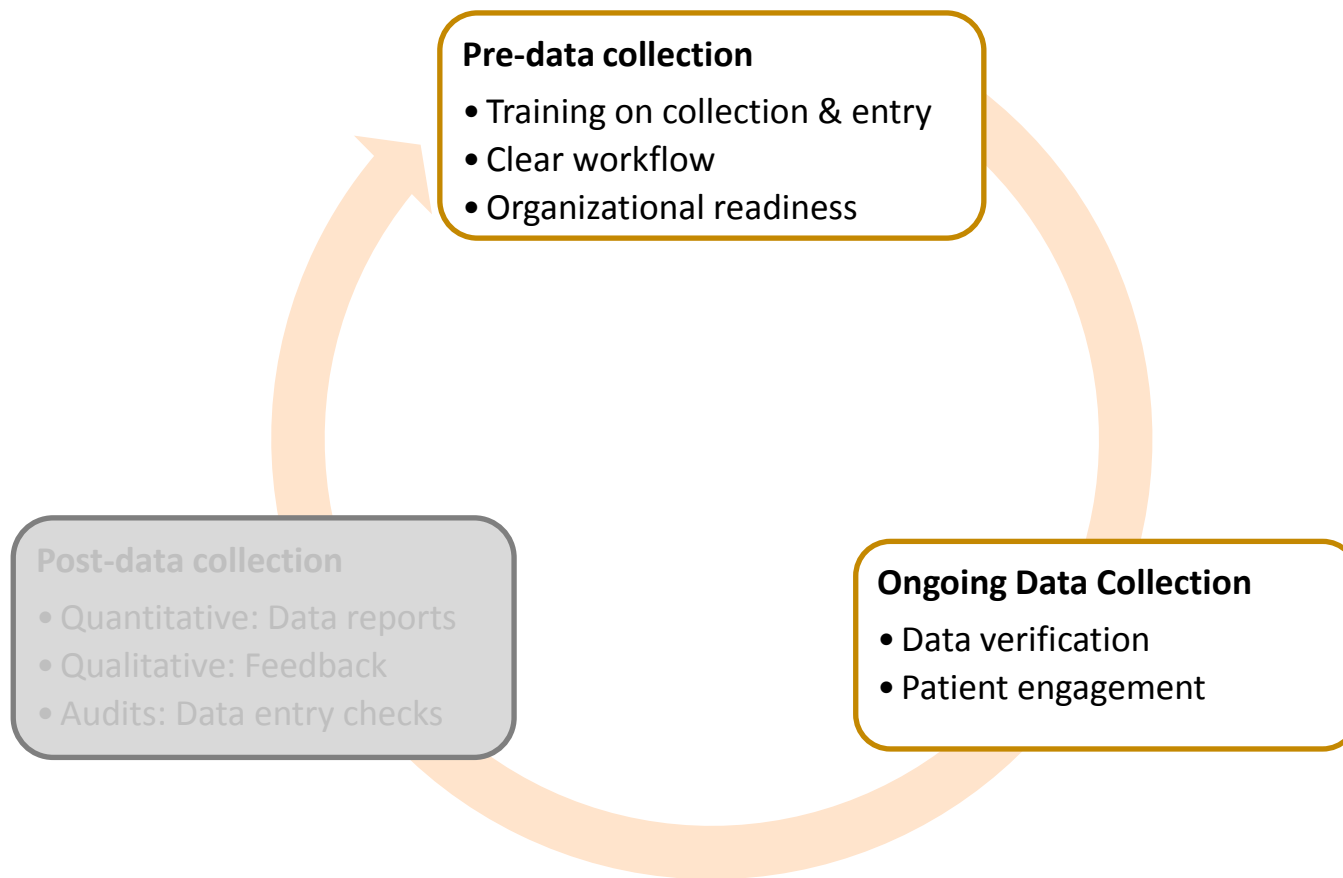 Pre-data collection
• Training on collection & entry
• Clear workflow
• Organizational readiness
Ongoing Data Collection
• Data verification
• Patient engagement
Post-data collection
• Quantitative: Data reports
• Qualitative: Feedback
• Audits: Data entry checks